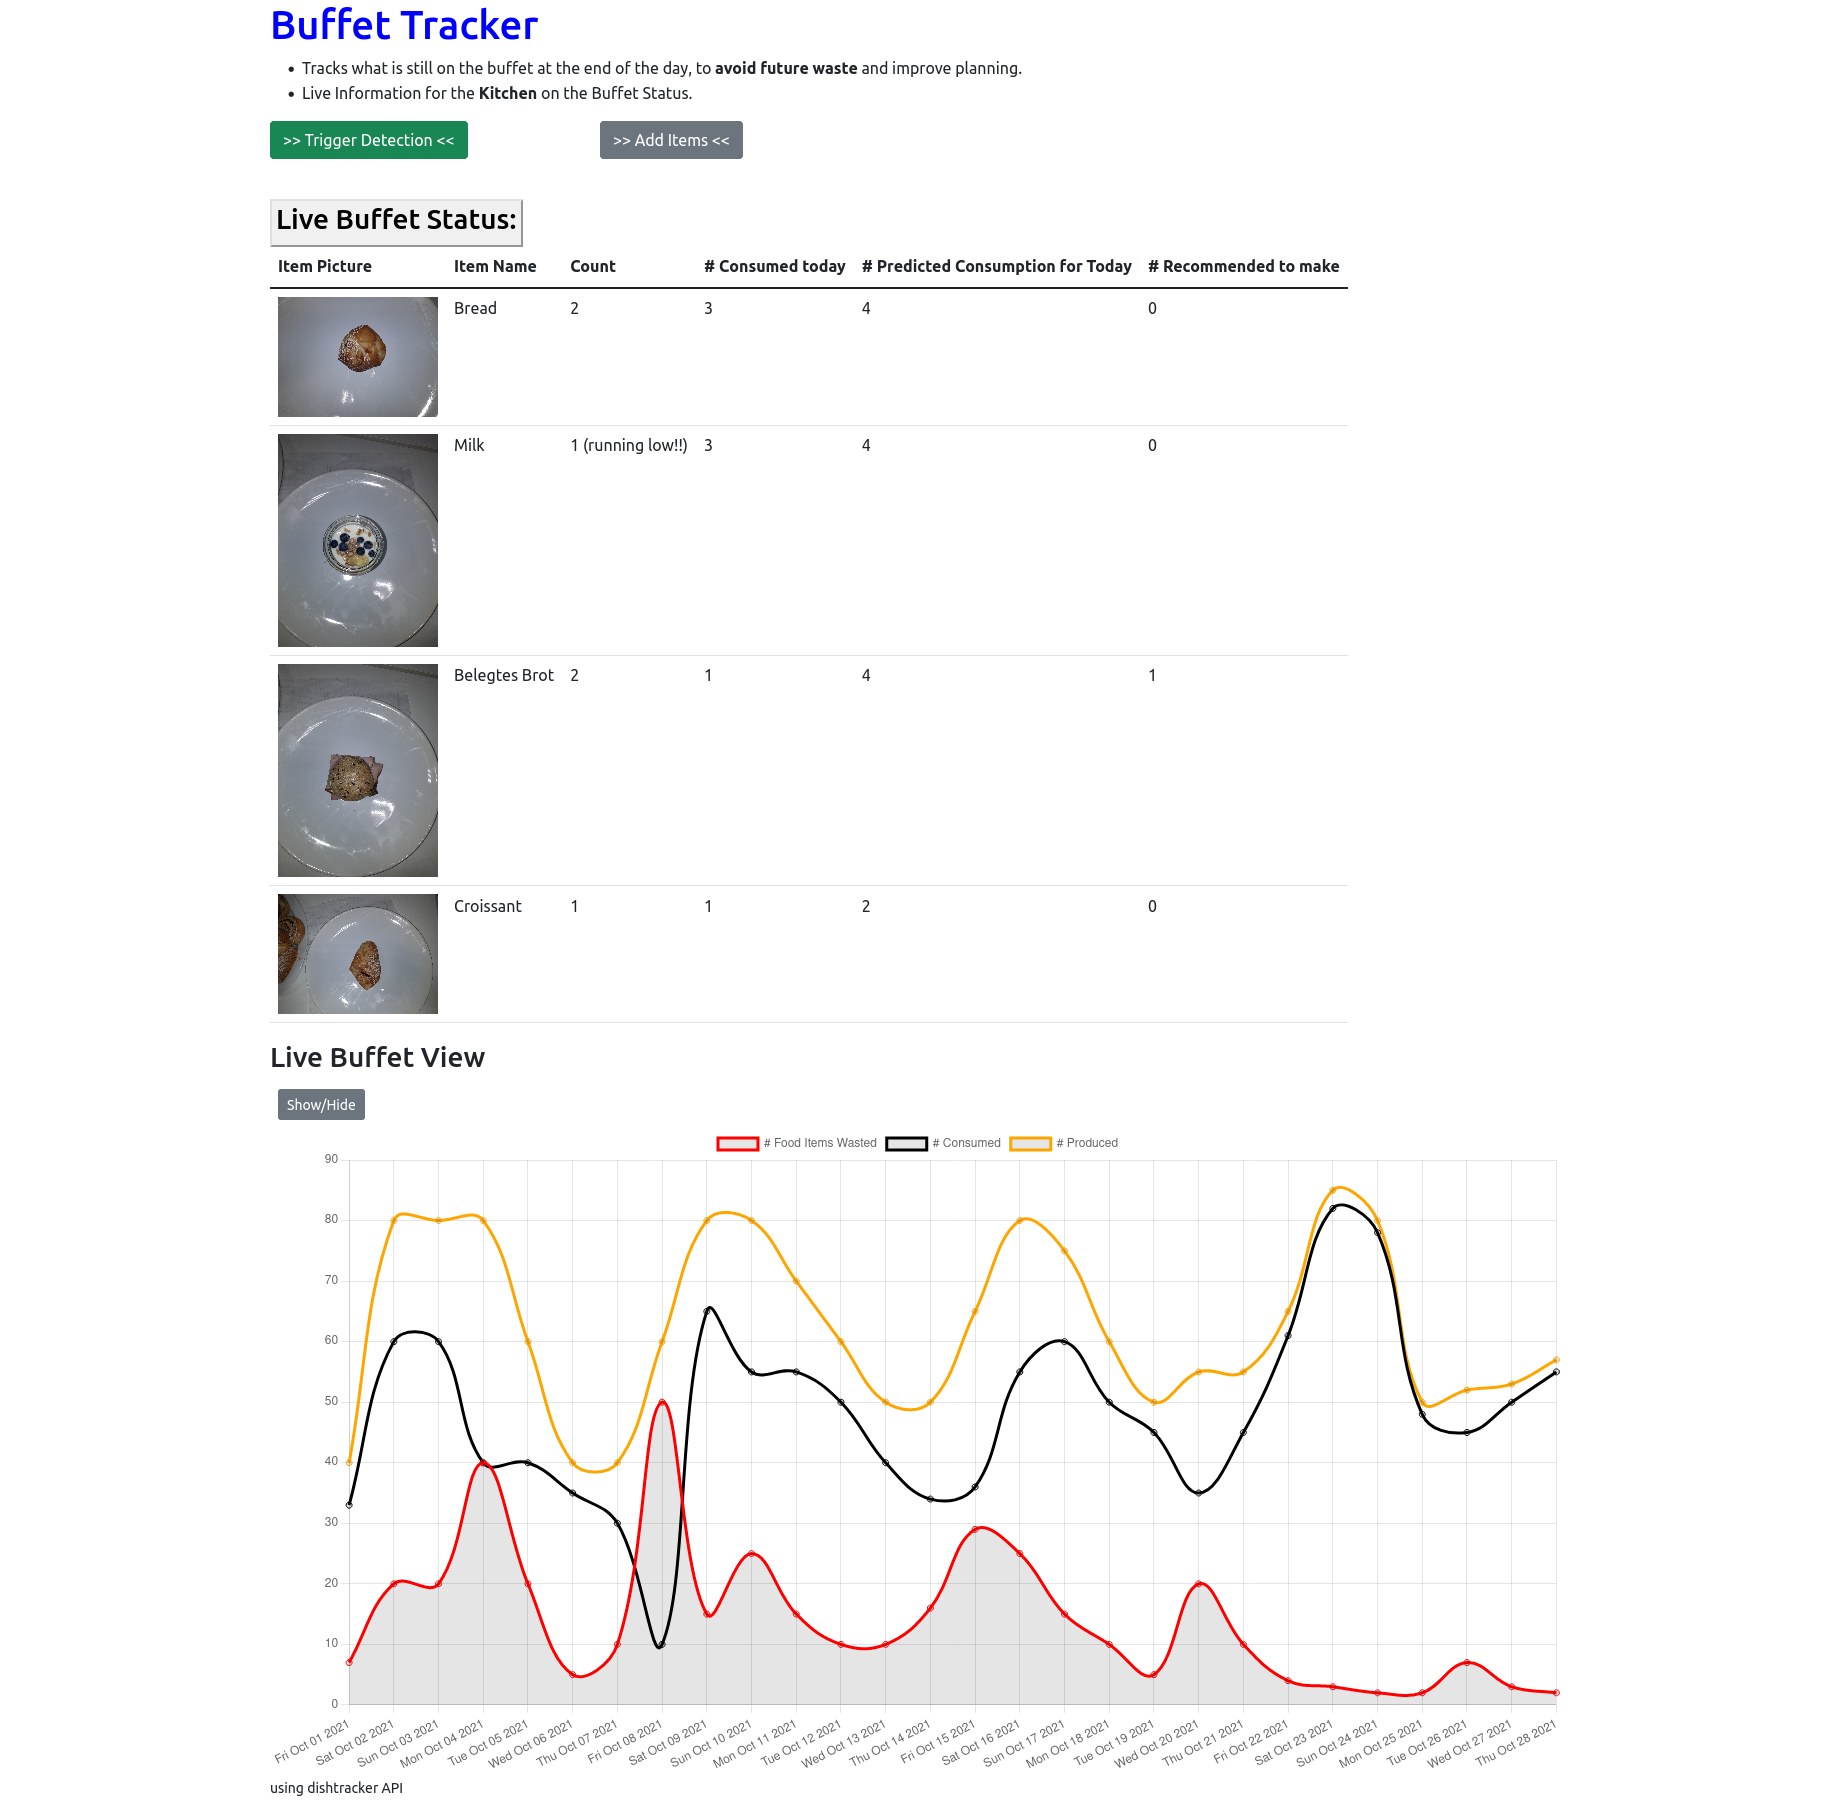 Buffet Tracker
Tracks what is still on the buffet at the end of the day, to avoid future waste and improve planning.
Live Information for the Kitchen on the Buffet Status.
>> Trigger Detection << >> Add Items <<
Live Buffet Status:
Item Picture Item Name Count # Consumed today # Predicted Consumption for Today # Recommended to make
Bread 2 3 4 0
Milk 1 (running low!!) 3 4 0
Belegtes Brot 2 1 4 1
Croissant 1 1 2 0
Live Buffet View
Show/Hide
# Food Items Wasted # Consumed # Produced
90
80
70
60
50
40
30
20
10
0
Fri Oct 01 2021
Sat Oct 02 2021
Sun Oct 03 2021
Mon Oct 04 2021
Tue Oct 05 2021
Wed Oct 06 2021
Thu Oct 07 2021
Fri Oct 08 2021
Sat Oct 09 2021
Sun Oct 10 2021
Mon Oct 11 2021
Tue Oct 12 2021
Wed Oct 13 2021
Thu Oct 14 2021
Fri Oct 15 2021
Sat Oct 16 2021
Sun Oct 17 2021
Mon Oct 18 2021
Tue Oct 19 2021
Wed Oct 20 2021
Thu Oct 21 2021
Fri Oct 22 2021
Sat Oct 23 2021
Sun Oct 24 2021
Mon Oct 25 2021
Tue Oct 26 2021
Wed Oct 27 2021
Thu Oct 28 2021
using dishtracker API